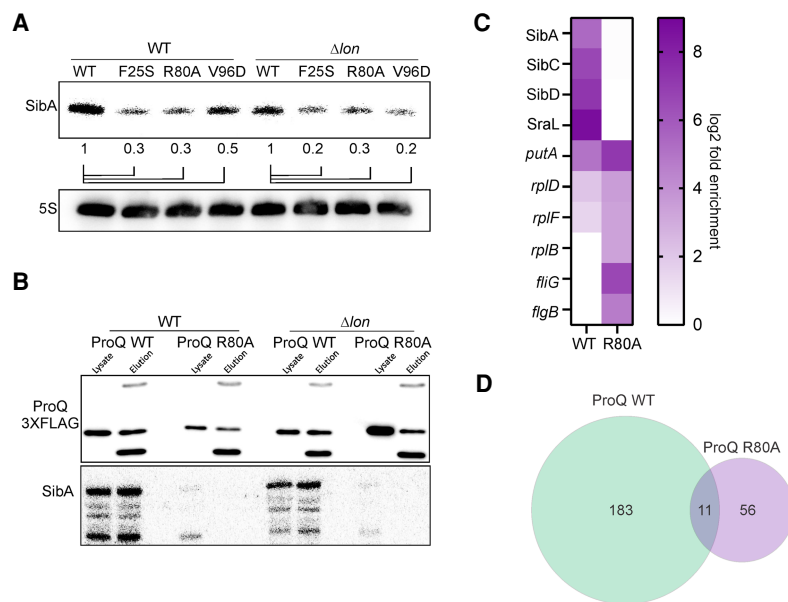 A
WT Δlon
WT F25S R80A V96D WT F25S R80A V96D
SibA
1 0.3 0.3 0.5 1 0.2 0.3 0.2
5S
B
WT Δlon
ProQ WT ProQ R80A ProQ WT ProQ R80A
Lysate Elution Lysate Elution Lysate Elution Lysate Elution
ProQ
3XFLAG
SibA
C
SibA
SibC
SibD
SraL
putA
rplD
rplF
rplB
fliG
flgB
WT R80A
8
6
4
2
0
log2 fold enrichment
D
ProQ WT
ProQ R80A
183 11 56